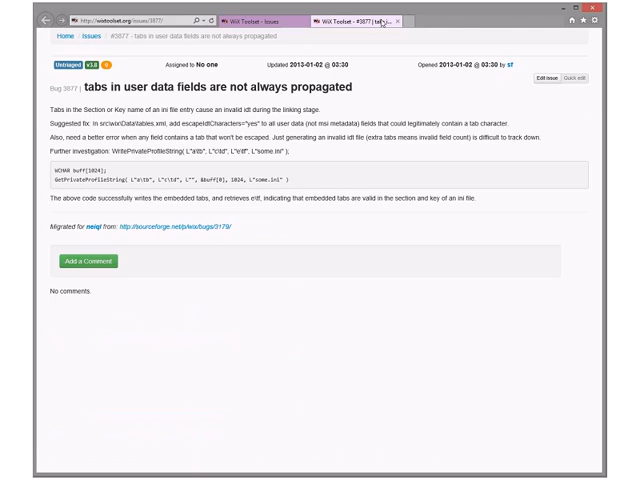 http://wixtoolset.org/issues/3877/
WiX Toolset - Issues
WiX Toolset - #3877 | tabs i...
Home / Issues / #3877 - tabs in user data fields are not always propagated
Untriaged v3.8 0 Assigned to No one Updated 2013-01-02 @ 03:30 Opened 2013-01-02 @ 03:30 by sf
Edit issue Quick edit
Bug 3877 | tabs in user data fields are not always propagated
Tabs in the Section or Key name of an ini file entry cause an invalid idt during the linking stage.
Suggested fix: In src\wix\Data\tables.xml, add escapeIdtCharacters="yes" to all user data (not msi metadata) fields that could legitimately contain a tab character.
Also, need a better error when any field contains a tab that won't be escaped. Just generating an invalid idt file (extra tabs means invalid field count) is difficult to track down.
Further investigation: WritePrivateProfileString( L"a\tb", L"c\td", L"e\tf", L"some.ini" );
WCHAR buff[1024];
GetPrivateProfileString( L"a\tb", L"c\td", L"", &buff[0], 1024, L"some.ini" )
The above code successfully writes the embedded tabs, and retrieves e\tf, indicating that embedded tabs are valid in the section and key of an ini file.
Migrated for neiql from: http://sourceforge.net/p/wix/bugs/3179/
Add a Comment
No comments.